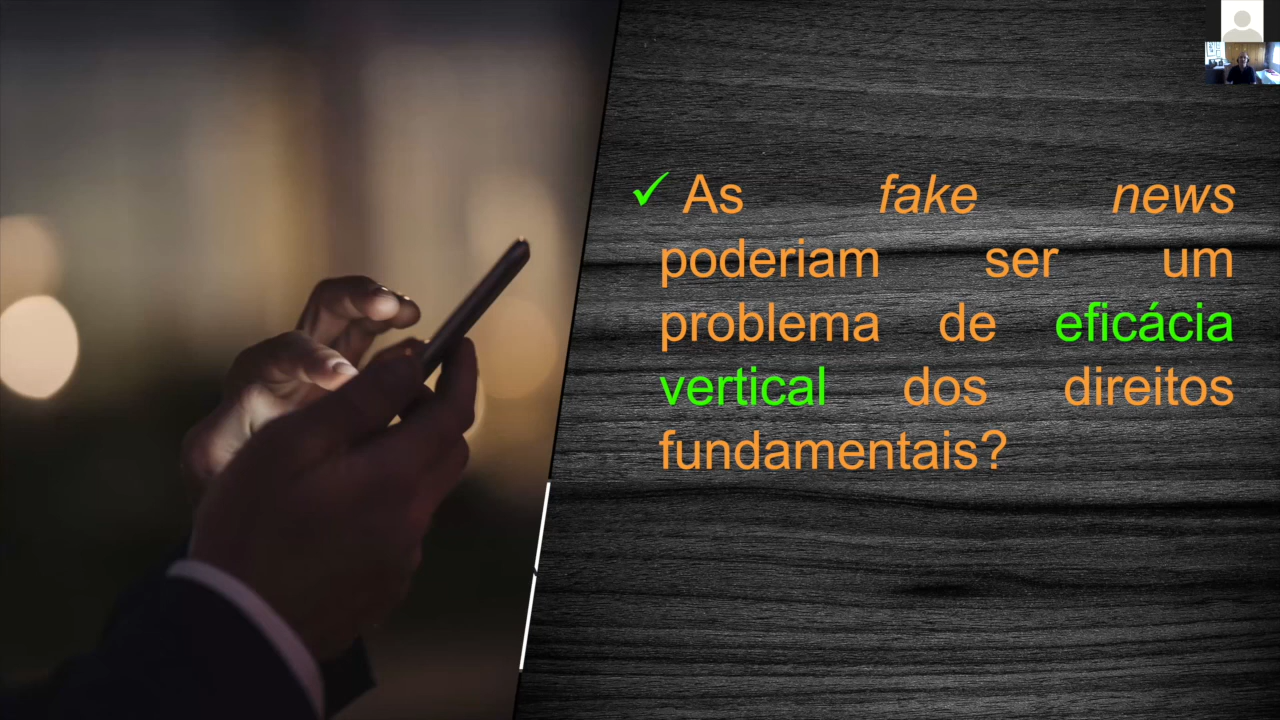 ✓ As fake news
poderiam ser um
problema de eficácia
vertical dos direitos
fundamentais?